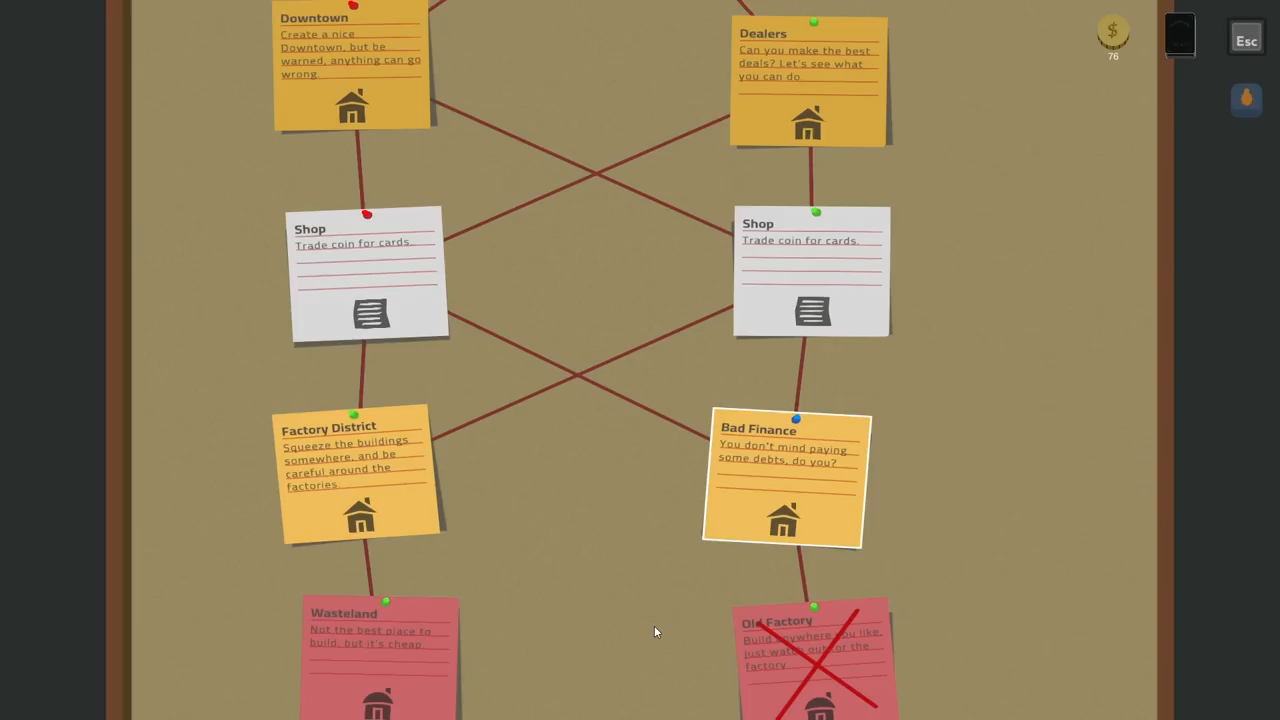 Downtown
Create a nice
Downtown, but be
warned, anything can go
wrong.
Dealers
Can you make the best
deals? Let's see what
you can do.
$
76
Esc
Shop
Trade coin for cards.
Shop
Trade coin for cards.
Factory District
Squeeze the buildings
somewhere, and be
careful around the
factories.
Bad Finance
You don't mind paying
some debts, do you?
Wasteland
Not the best place to
build, but it's cheap.
Old Factory
Build anywhere you like,
just watch out for the
factory.